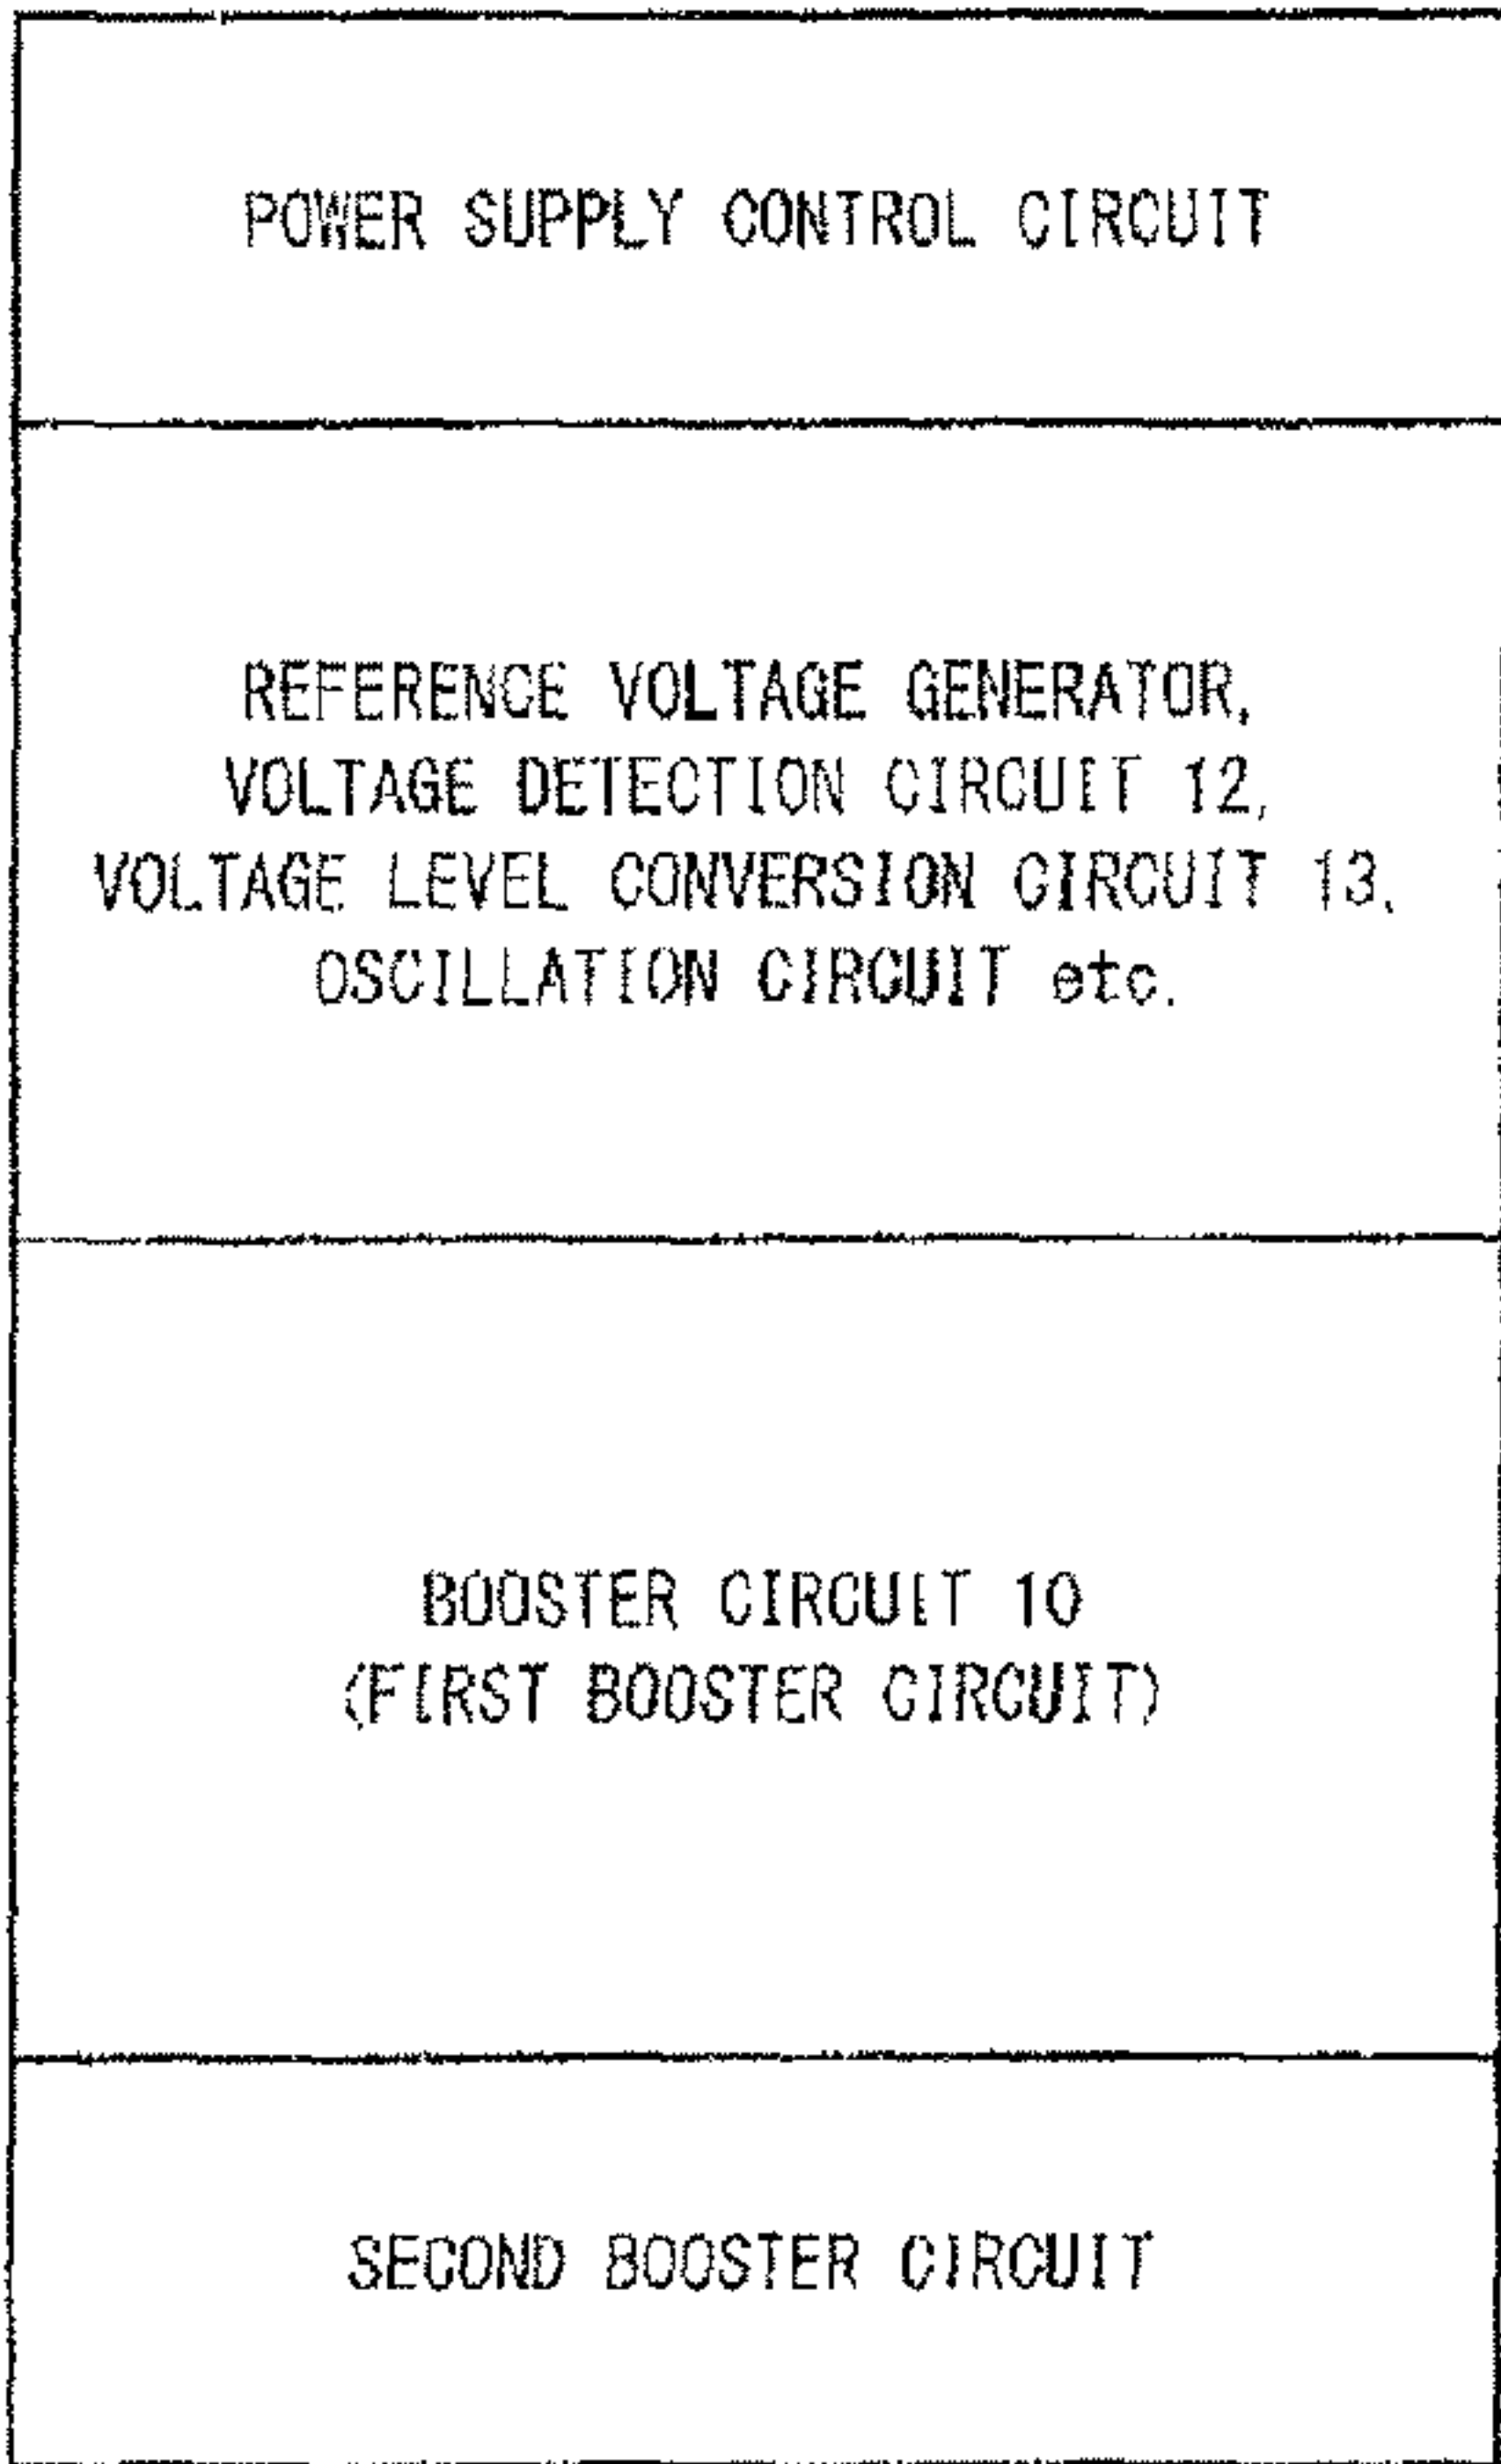 POWER SUPPLY CONTROL CIRCUIT
REFERENCE VOLTAGE GENERATOR,
VOLTAGE DETECTION CIRCUIT 12,
VOLTAGE LEVEL CONVERSION CIRCUIT 13,
OSCILLATION CIRCUIT etc.
BOOSTER CIRCUIT 10
(FIRST BOOSTER CIRCUIT)
SECOND BOOSTER CIRCUIT